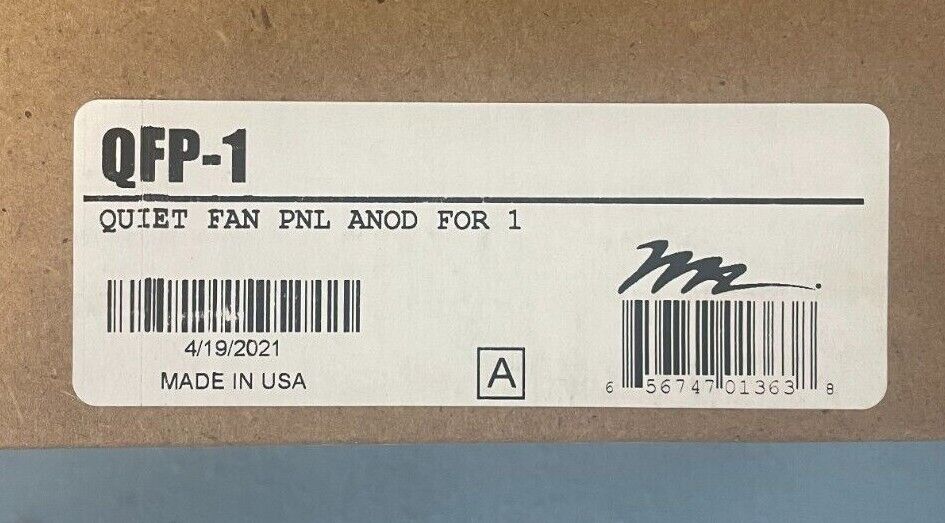 QFP-1
QUIET FAN PNL ANOD FOR 1
4/19/2021
MADE IN USA
A
6 56747 01363 8